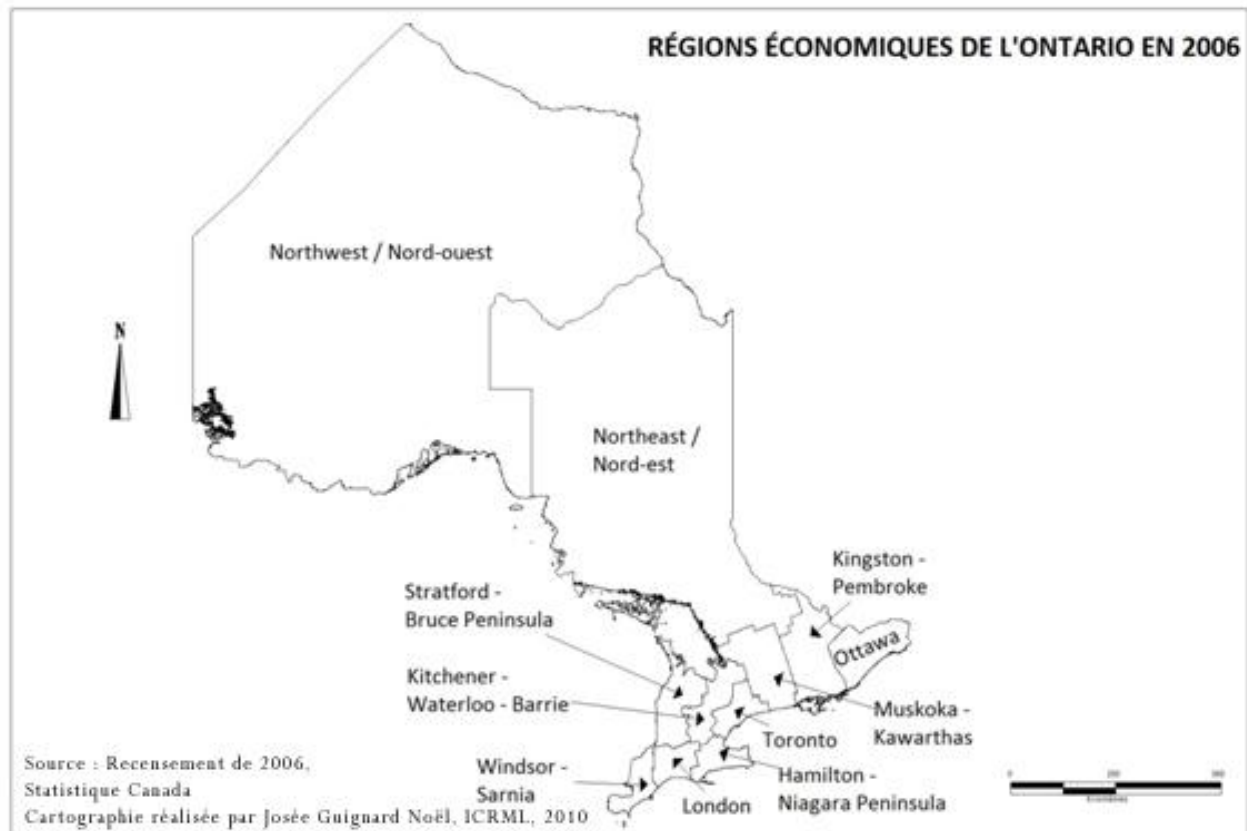 RÉGIONS ÉCONOMIQUES DE L'ONTARIO EN 2006
Northwest / Nord-ouest
N
Northeast /
Nord-est
Kingston -
Pembroke
Stratford -
Bruce Peninsula
Ottawa
Kitchener -
Waterloo - Barrie
Muskoka -
Kawarthas
Toronto
Windsor -
Sarnia
London
Hamilton -
Niagara Peninsula
Source : Recensement de 2006,
Statistique Canada
Cartographie réalisée par Josée Guignard Noël, ICRML, 2010
0